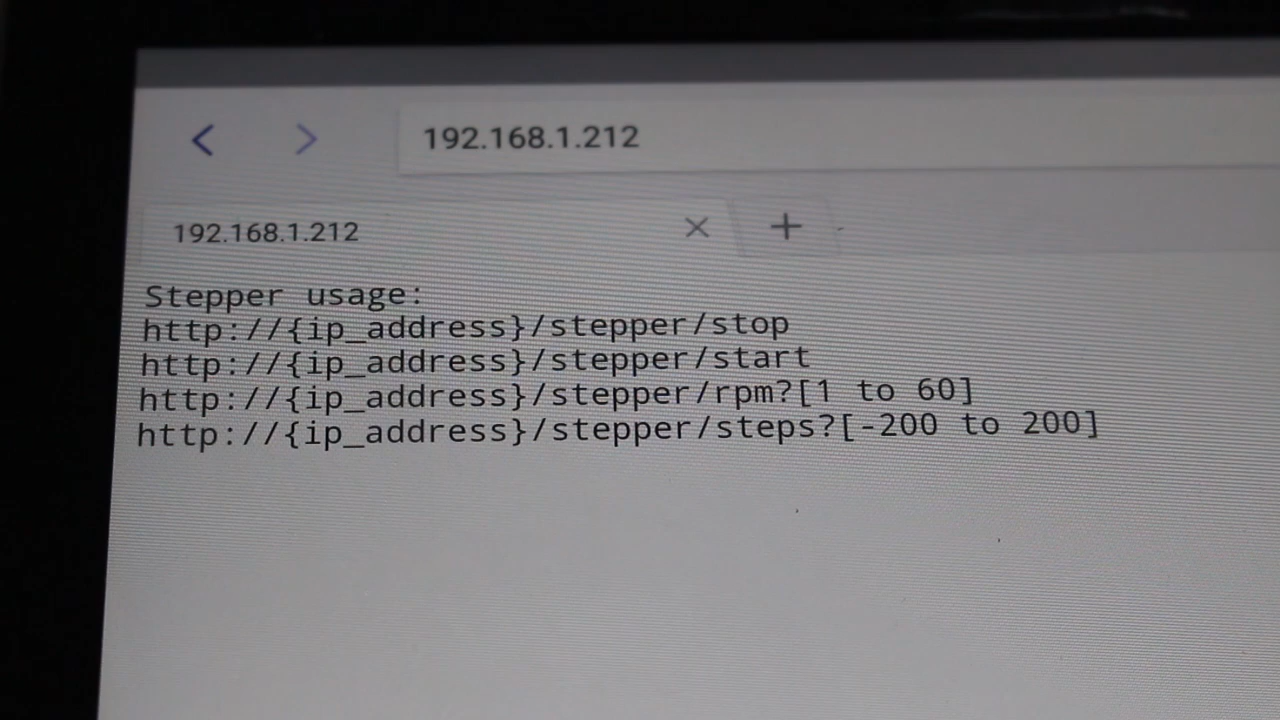 192.168.1.212
192.168.1.212
Stepper usage:
http://{ip_address}/stepper/stop
http://{ip_address}/stepper/start
http://{ip_address}/stepper/rpm?[1 to 60]
http://{ip_address}/stepper/steps?[-200 to 200]